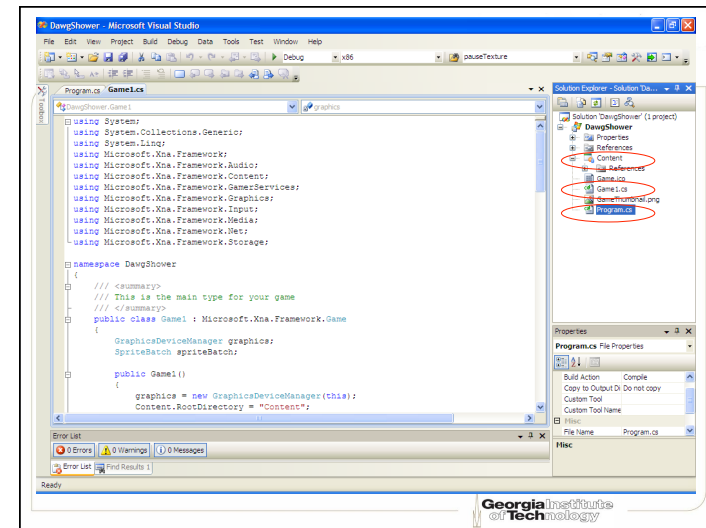 DawgShower - Microsoft Visual Studio
File Edit View Project Build Debug Data Tools Test Window Help
Debug x86 pauseTexture
Toolbox
Program.cs Game1.cs
DawgShower.Game1 graphics
using System;
using System.Collections.Generic;
using System.Linq;
using Microsoft.Xna.Framework;
using Microsoft.Xna.Framework.Audio;
using Microsoft.Xna.Framework.Content;
using Microsoft.Xna.Framework.GamerServices;
using Microsoft.Xna.Framework.Graphics;
using Microsoft.Xna.Framework.Input;
using Microsoft.Xna.Framework.Media;
using Microsoft.Xna.Framework.Net;
using Microsoft.Xna.Framework.Storage;
namespace DawgShower
{
/// <summary>
/// This is the main type for your game
/// </summary>
public class Game1 : Microsoft.Xna.Framework.Game
{
GraphicsDeviceManager graphics;
SpriteBatch spriteBatch;
public Game1()
{
graphics = new GraphicsDeviceManager(this);
Content.RootDirectory = "Content";
Solution Explorer - Solution 'Da...
Solution 'DawgShower' (1 project)
DawgShower
Properties
References
Content
References
Game.ico
Game1.cs
GameThumbnail.png
Program.cs
Properties
Program.cs File Properties
Build Action Compile
Copy to Output Di Do not copy
Custom Tool
Custom Tool Name
Misc
File Name Program.cs
Misc
Error List
0 Errors 0 Warnings 0 Messages
Error List Find Results 1
Ready
Georgia Institute
of Technology